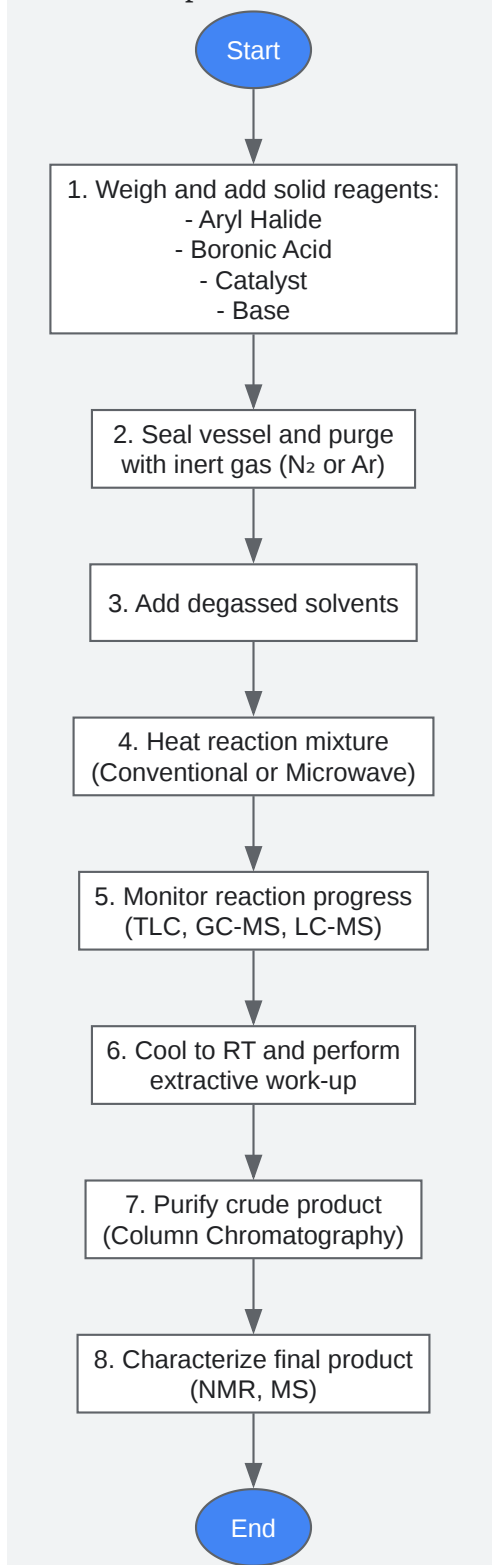 Start
1. Weigh and add solid reagents:
- Aryl Halide
- Boronic Acid
- Catalyst
- Base
2. Seal vessel and purge
with inert gas (N₂ or Ar)
3. Add degassed solvents
4. Heat reaction mixture
(Conventional or Microwave)
5. Monitor reaction progress
(TLC, GC-MS, LC-MS)
6. Cool to RT and perform
extractive work-up
7. Purify crude product
(Column Chromatography)
8. Characterize final product
(NMR, MS)
End